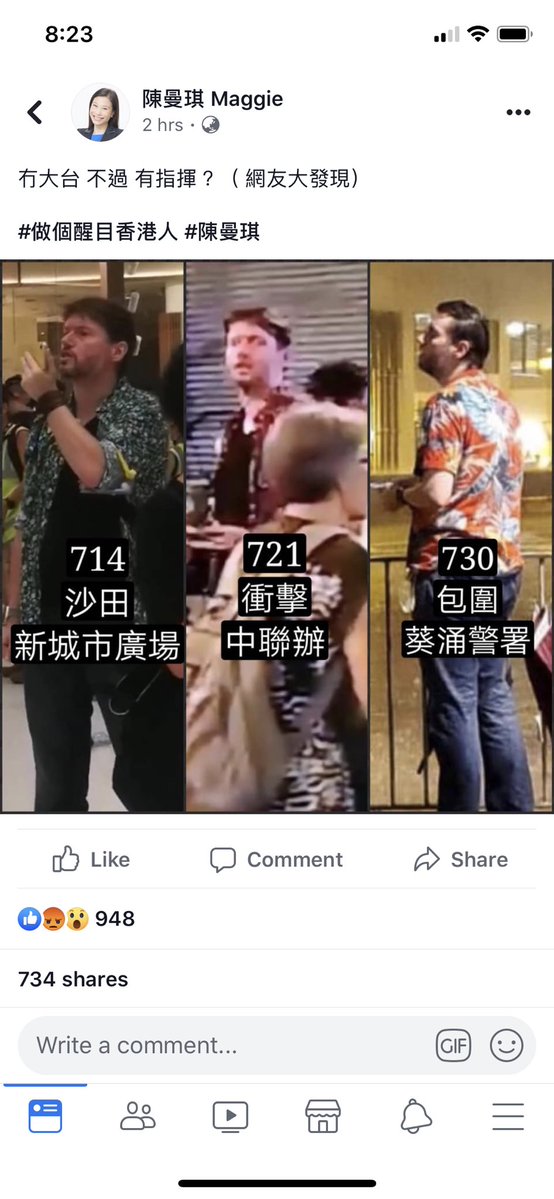 8:23
陳曼琪 Maggie
2 hrs ·
冇大台 不過 有指揮？（ 網友大發現）
#做個醒目香港人 #陳曼琪
714
沙田
新城市廣場
721
衝擊
中聯辦
730
包圍
葵涌警署
Like
Comment
Share
948
734 shares
Write a comment...
GIF